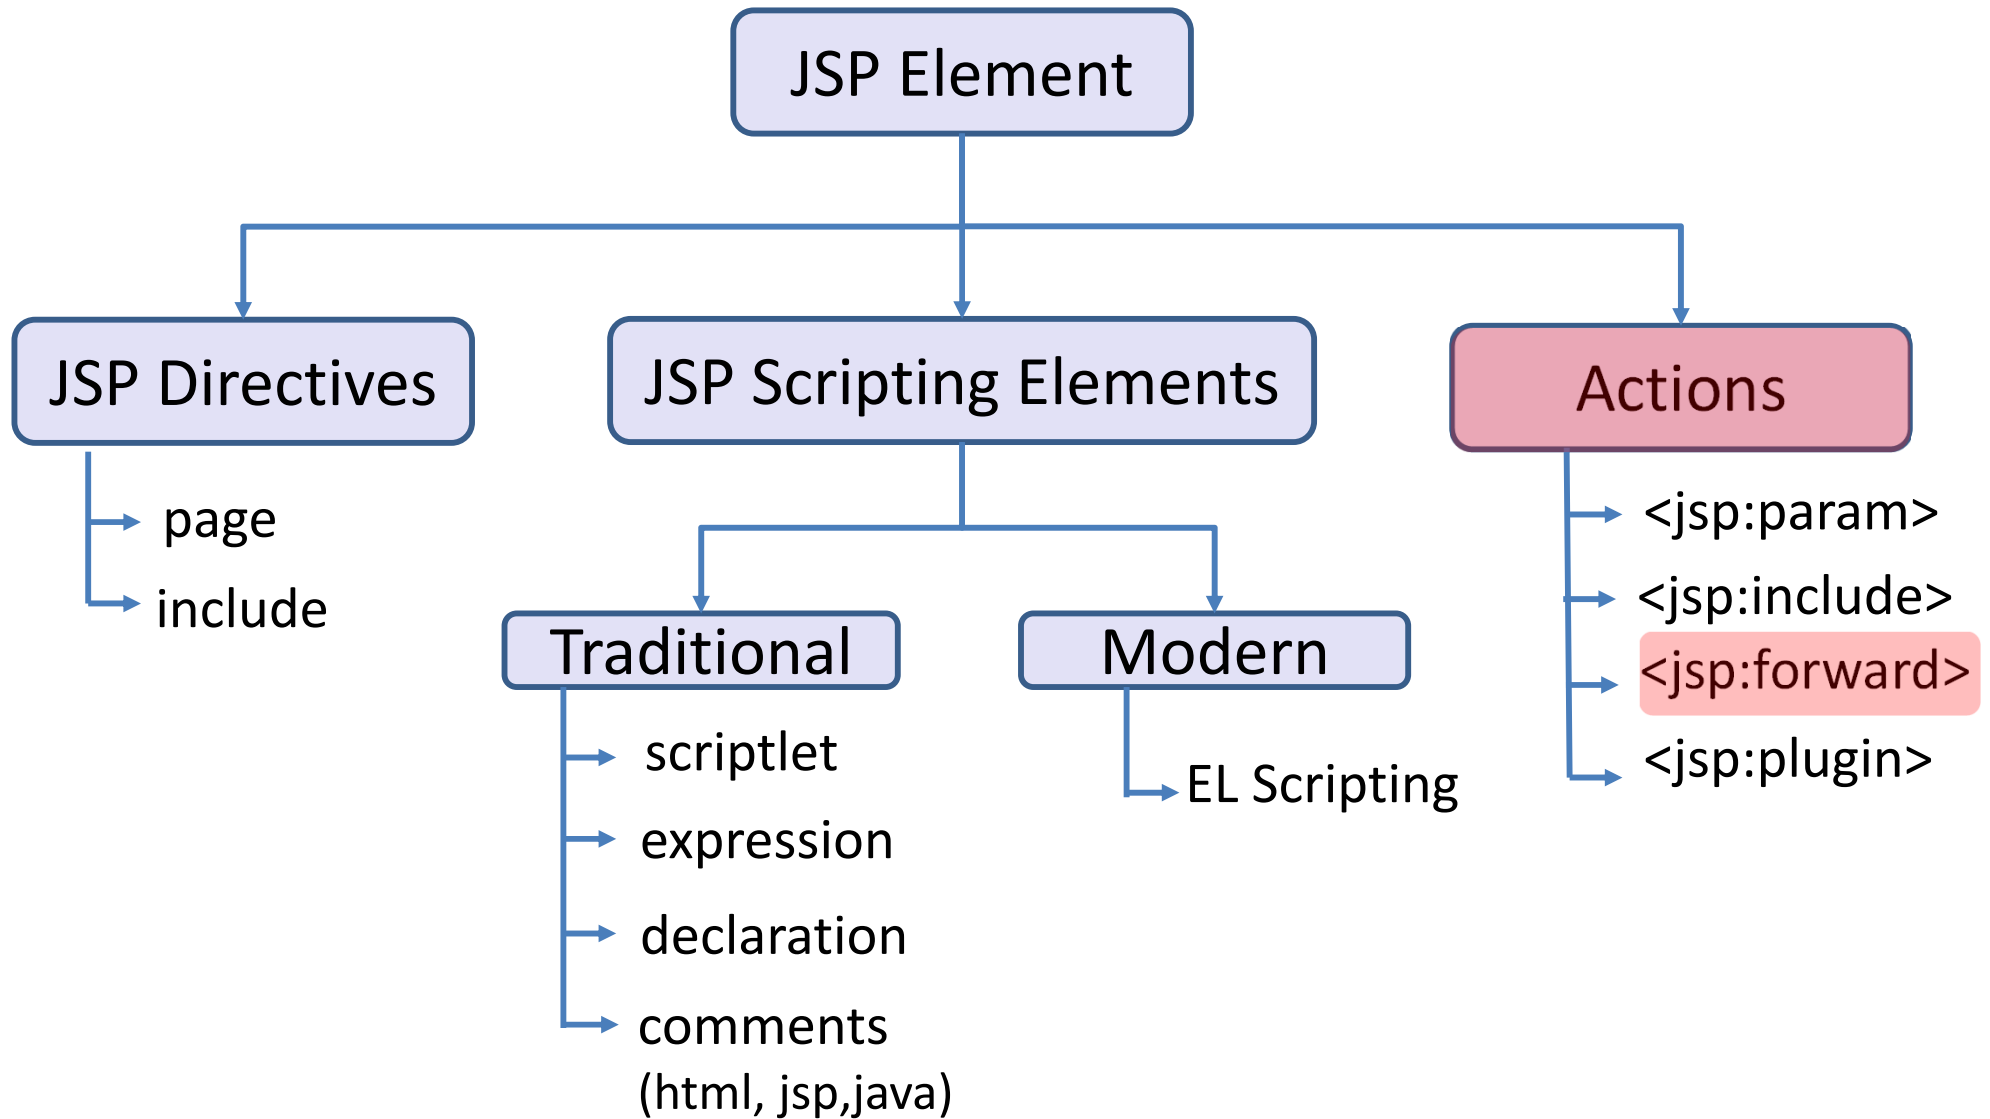 JSP Element
JSP Directives
page
include
JSP Scripting Elements
Traditional
scriptlet
expression
declaration
comments
(html, jsp,java)
Modern
EL Scripting
Actions
<jsp:param>
<jsp:include>
<jsp:forward>
<jsp:plugin>